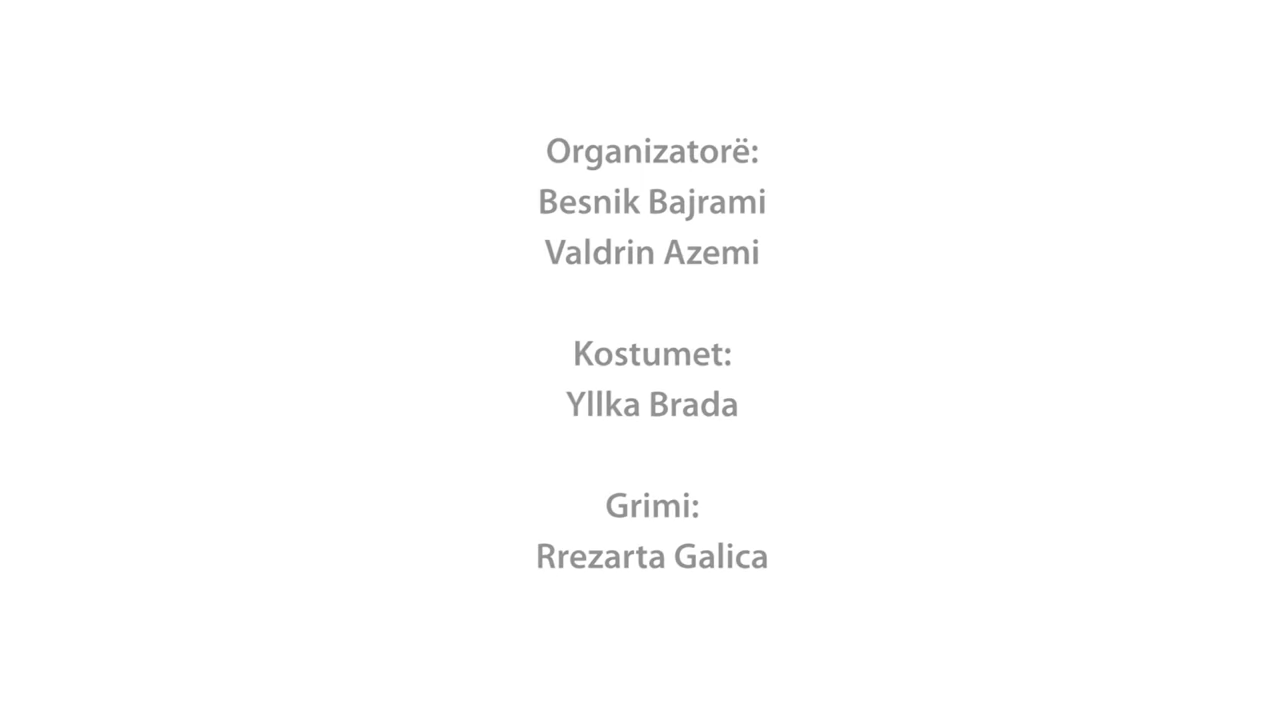 Organizatorë:
Besnik Bajrami
Valdrin Azemi
Kostumet:
Yllka Brada
Grimi:
Rrezarta Galica